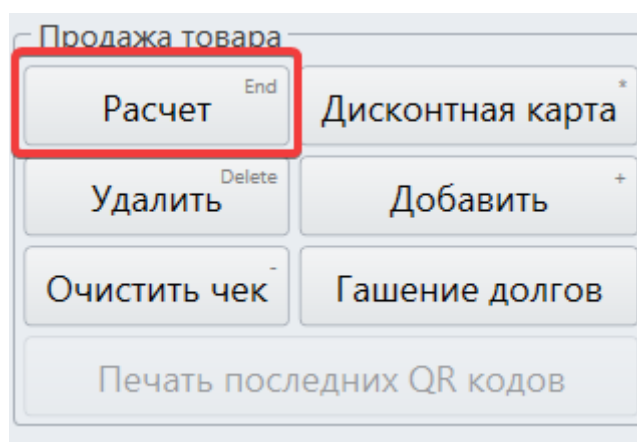 Продажа товара
Расчет End
Дисконтная карта *
Удалить Delete
Добавить +
Очистить чек -
Гашение долгов
Печать последних QR кодов